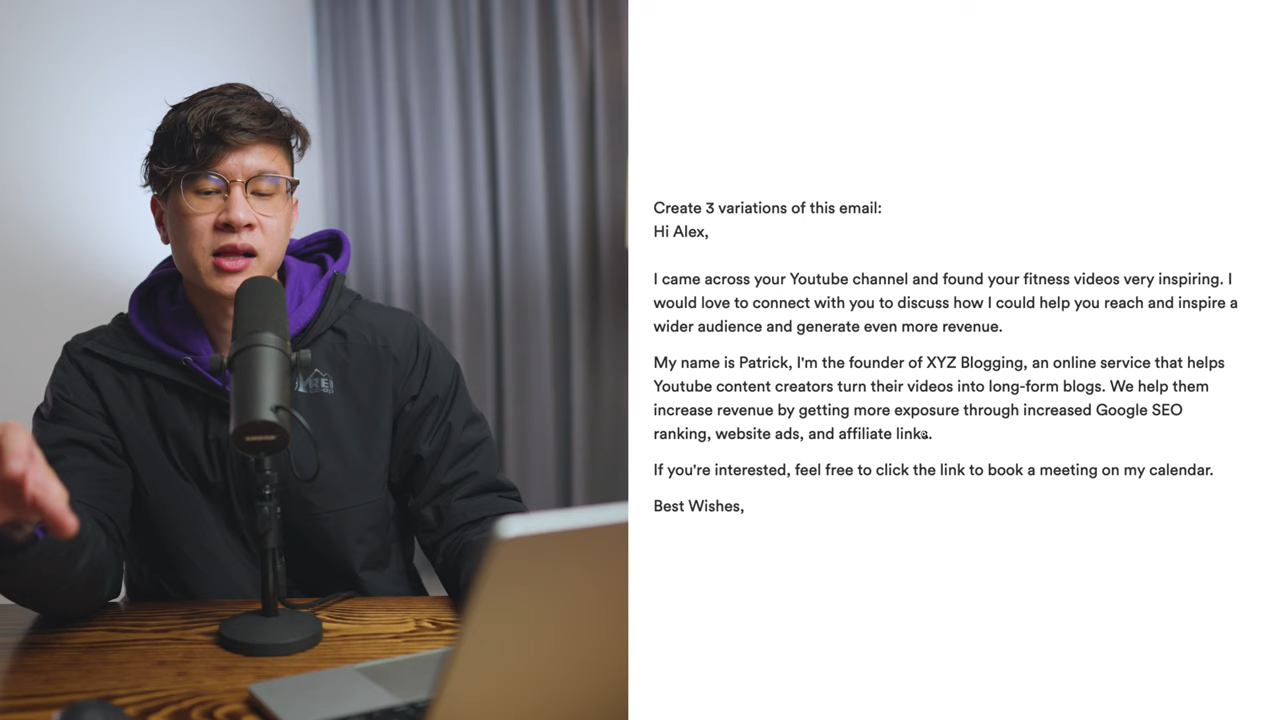 Create 3 variations of this email:
Hi Alex,
I came across your Youtube channel and found your fitness videos very inspiring. I
would love to connect with you to discuss how I could help you reach and inspire a
wider audience and generate even more revenue.
My name is Patrick, I'm the founder of XYZ Blogging, an online service that helps
Youtube content creators turn their videos into long-form blogs. We help them
increase revenue by getting more exposure through increased Google SEO
ranking, website ads, and affiliate links.
If you're interested, feel free to click the link to book a meeting on my calendar.
Best Wishes,
REI
CO·OP
SHURE